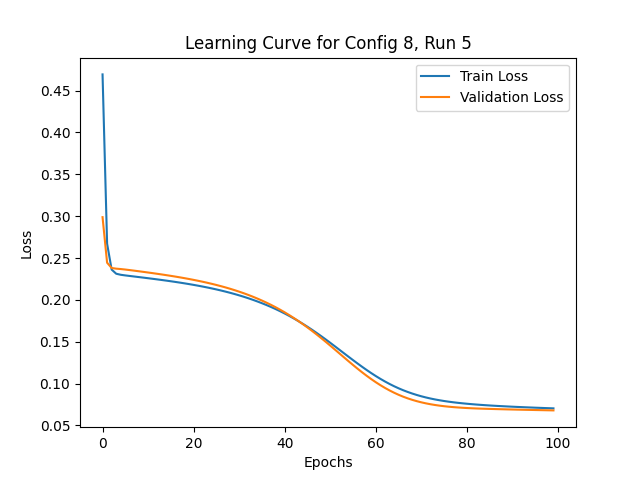 Learning Curve for Config 8, Run 5
Train Loss
Validation Loss
Loss
0.45
0.40
0.35
0.30
0.25
0.20
0.15
0.10
0.05
0 20 40 60 80 100
Epochs